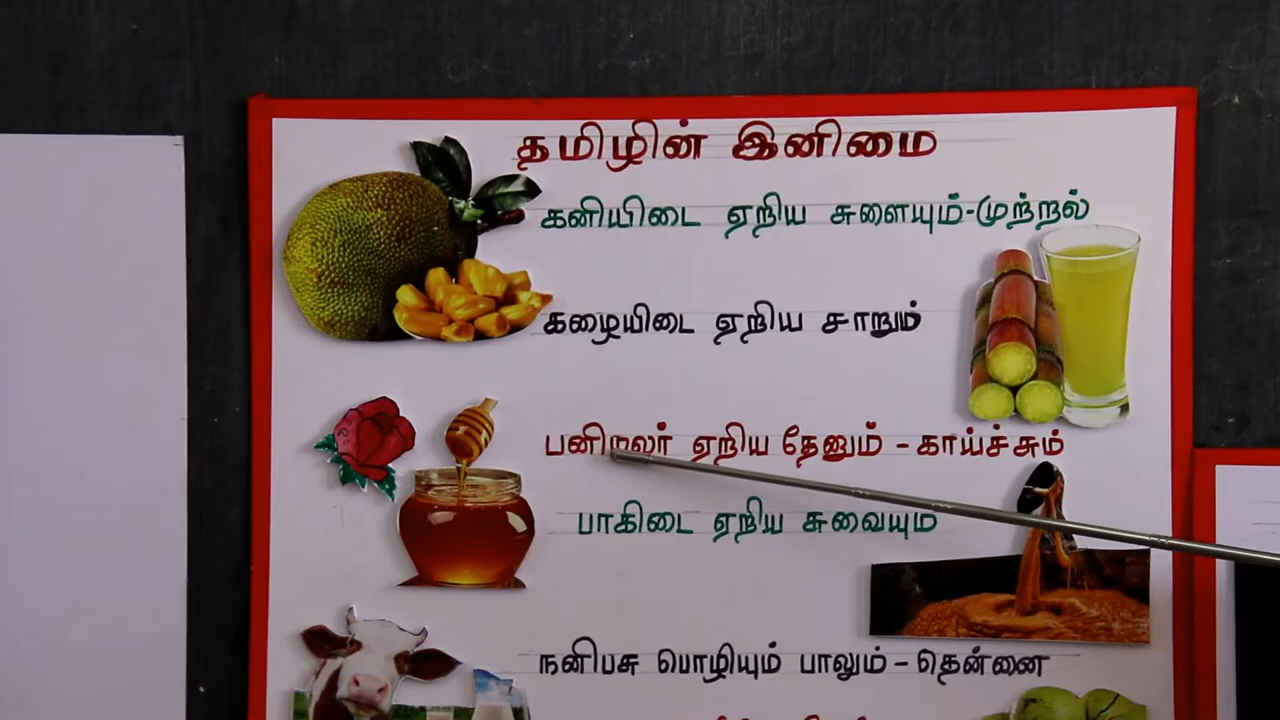 தமிழின் இனிமை
கனியிடை ஏறிய சுளையும்-முற்றல்
கழையிடை ஏறிய சாறும்
பனிமலர் ஏறிய தேனும் - காய்ச்சும்
பாகிடை ஏறிய சுவையும்
நனிபசு பொழியும் பாலும் - தென்னை